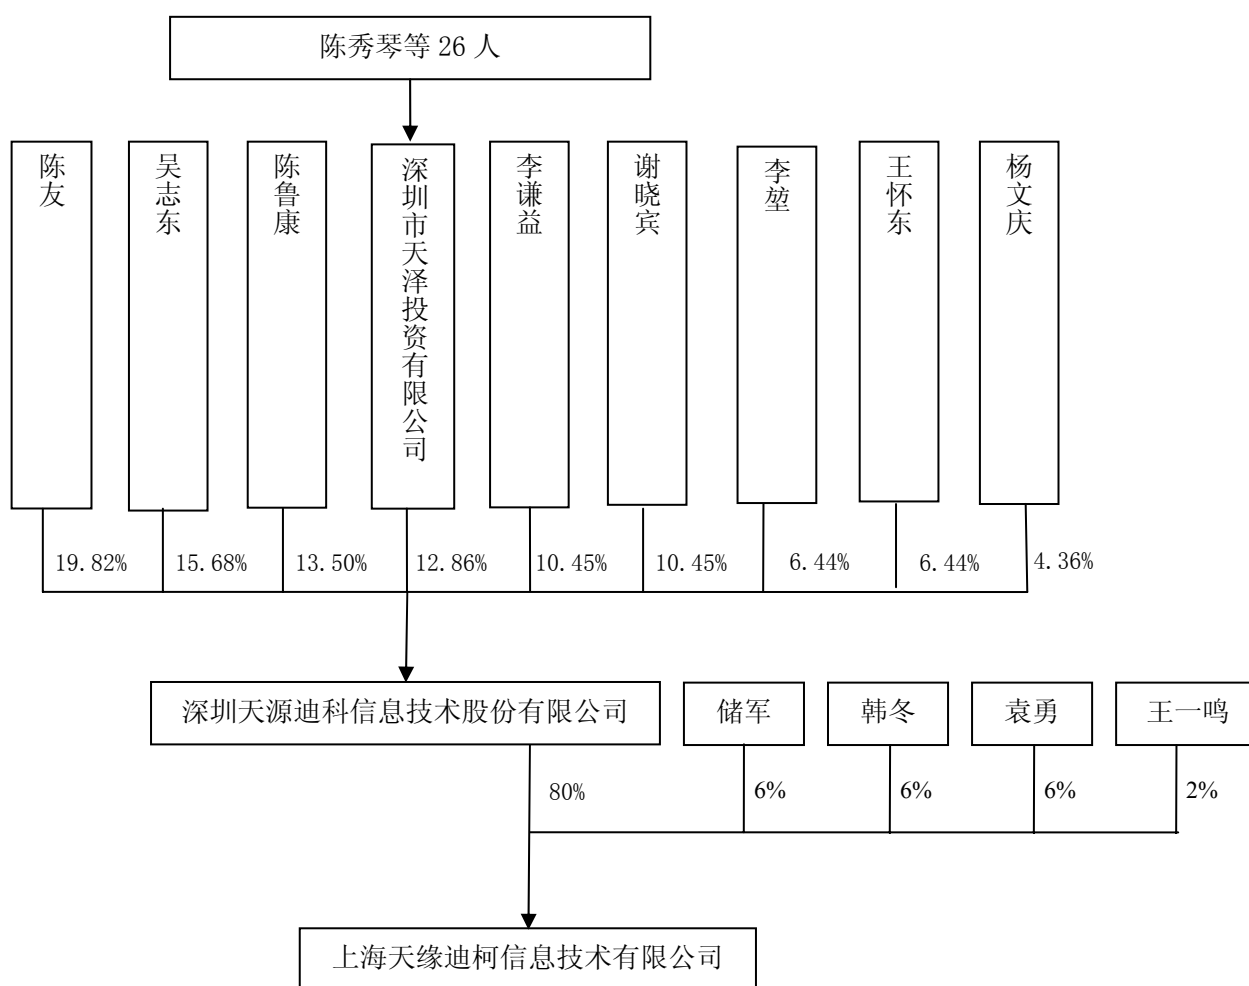 陈秀琴等 26 人
陈友
吴志东
陈鲁康
深圳市天泽投资有限公司
李谦益
谢晓宾
李堃
王怀东
杨文庆
19.82%
15.68%
13.50%
12.86%
10.45%
10.45%
6.44%
6.44%
4.36%
深圳天源迪科信息技术股份有限公司
储军
韩冬
袁勇
王一鸣
80%
6%
6%
6%
2%
上海天缘迪柯信息技术有限公司